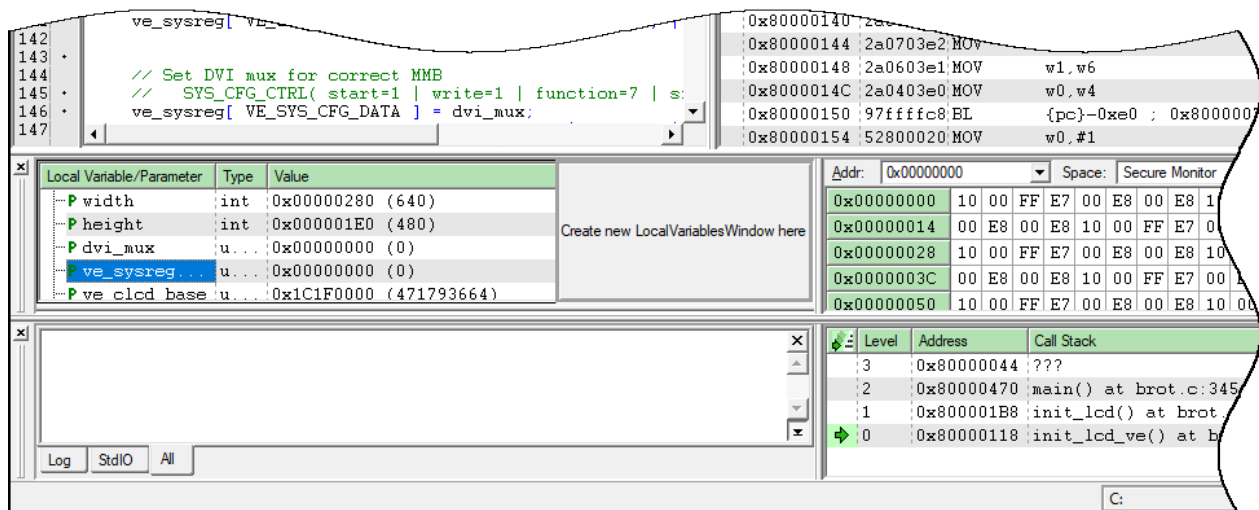 142
143
144 // Set DVI mux for correct MMB
145 // SYS_CFG_CTRL( start=1 | write=1 | function=7 |
146 ve_sysreg[ VE_SYS_CFG_DATA ] = dvi_mux;
147
ve_sysreg[
0x80000140
0x80000144 2a0703e2 MOV
0x80000148 2a0603e1 MOV w1,w6
0x8000014C 2a0403e0 MOV w0,w4
0x80000150 97ffffc8 BL {pc}-0xe0 ;
0x80000154 52800020 MOV w0,#1
Local Variable/Parameter Type Value
P width int 0x00000280 (640)
P height int 0x000001E0 (480)
P dvi_mux u... 0x00000000 (0)
P ve_sysreg... u... 0x00000000 (0)
P ve_clcd_base u... 0x1C1F0000 (471793664)
Create new LocalVariablesWindow here
Addr: 0x00000000 Space: Secure Monitor
0x00000000 10 00 FF E7 00 E8 00 E8
0x00000014 00 E8 00 E8 10 00 FF E7
0x00000028 10 00 FF E7 00 E8 00 E8 10
0x0000003C 00 E8 00 E8 10 00 FF E7 00
0x00000050 10 00 FF E7 00 E8 00 E8 10
Log StdIO All
Level Address Call Stack
3 0x80000044 ???
2 0x80000470 main() at brot.c:345
1 0x800001B8 init_lcd() at brot.
0 0x80000118 init_lcd_ve() at
C: